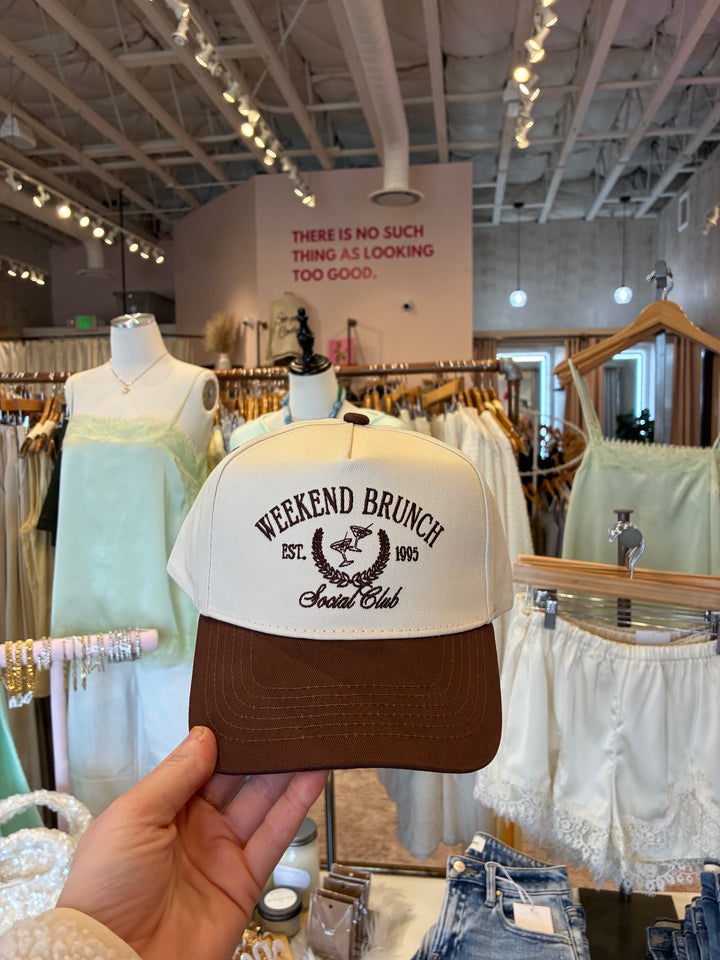 THERE IS NO SUCH
THING AS LOOKING
TOO GOOD.
WEEKEND BRUNCH
EST. 1995
Social Club